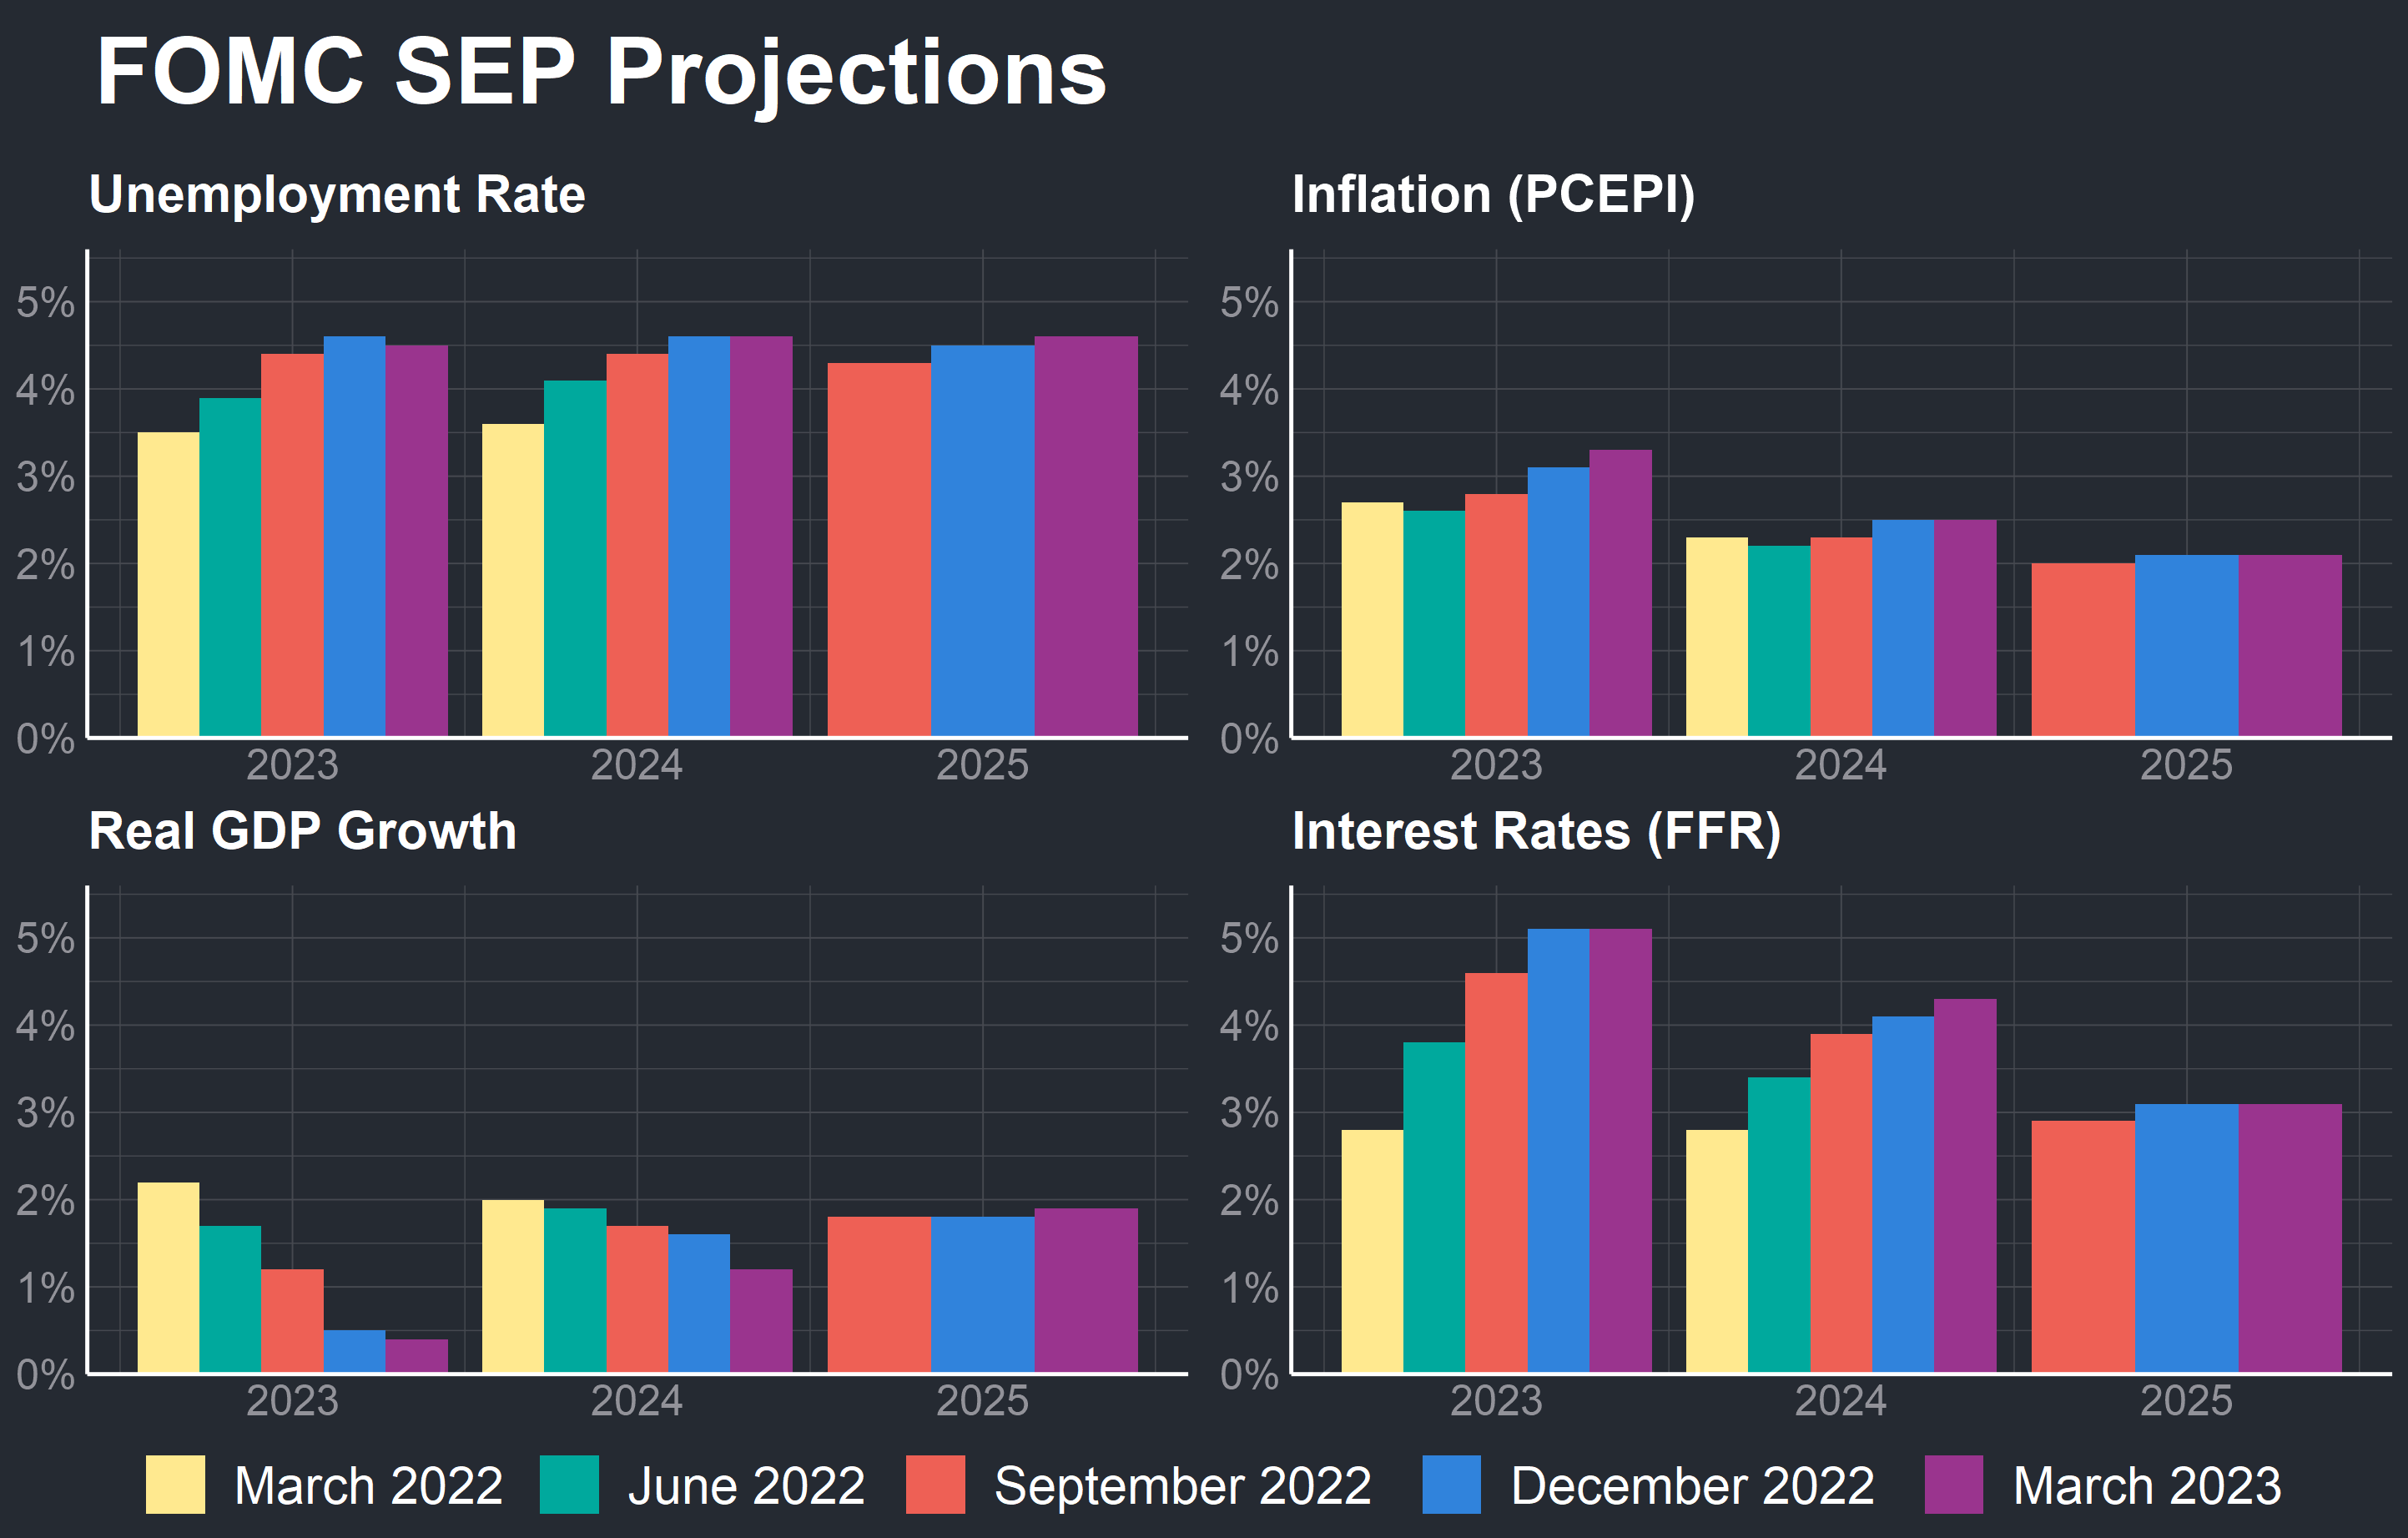 FOMC SEP Projections
Unemployment Rate
5%
4%
3%
2%
1%
0%
2023 2024 2025
Inflation (PCEPI)
5%
4%
3%
2%
1%
0%
2023 2024 2025
Real GDP Growth
5%
4%
3%
2%
1%
0%
2023 2024 2025
Interest Rates (FFR)
5%
4%
3%
2%
1%
0%
2023 2024 2025
March 2022 June 2022 September 2022 December 2022 March 2023